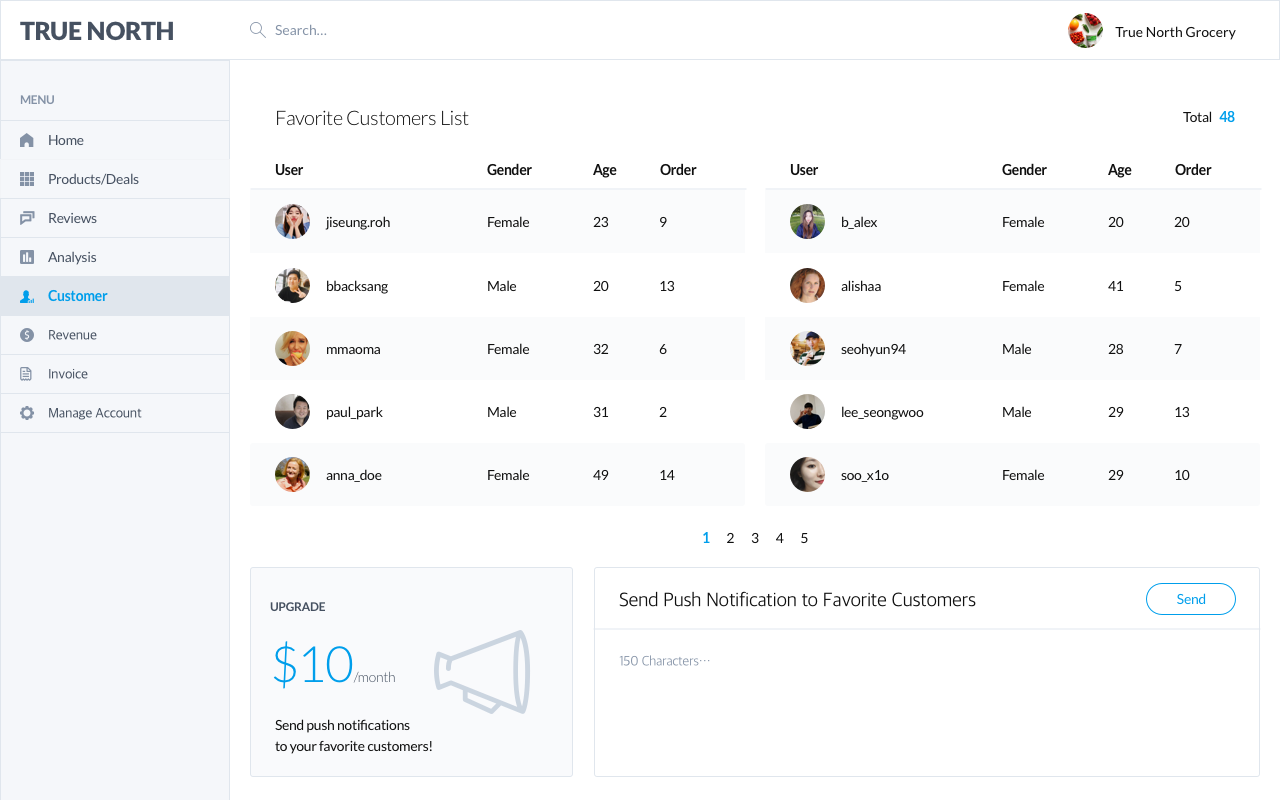 TRUE NORTH
Search...
True North Grocery
MENU
Home
Products/Deals
Reviews
Analysis
Customer
Revenue
Invoice
Manage Account
Favorite Customers List
Total 48
User Gender Age Order User Gender Age Order
jiseung.roh Female 23 9 b_alex Female 20 20
bbacksang Male 20 13 alishaa Female 41 5
mmaoma Female 32 6 seohyun94 Male 28 7
paul_park Male 31 2 lee_seongwoo Male 29 13
anna_doe Female 49 14 soo_x1o Female 29 10
1 2 3 4 5
UPGRADE
$10/month
Send push notifications
to your favorite customers!
Send Push Notification to Favorite Customers
Send
150 Characters···